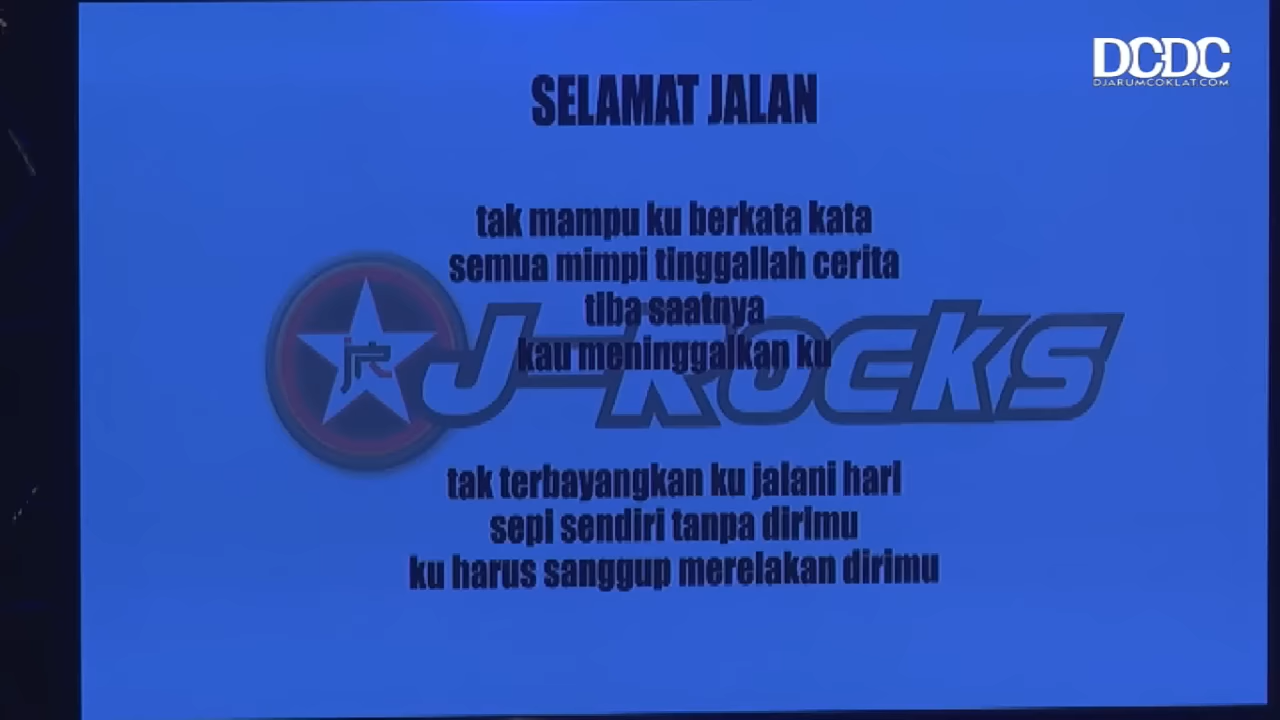 DCDC
DJARUMCOKLAT.COM
SELAMAT JALAN
tak mampu ku berkata kata
semua mimpi tinggallah cerita
tiba saatnya
kau meninggalkan ku
jR
J-ROCKS
tak terbayangkan ku jalani hari
sepi sendiri tanpa dirimu
ku harus sanggup merelakan dirimu